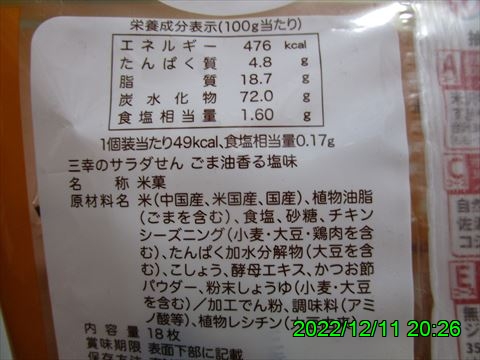 栄養成分表示(100g当たり)
エネルギー 476 kcal
たんぱく質 4.8 g
脂質 18.7 g
炭水化物 72.0 g
食塩相当量 1.60 g
1個装当たり49kcal、食塩相当量0.17g
三幸のサラダせん ごま油香る塩味
名称 米菓
原材料名 米(中国産、米国産、国産)、植物油脂
(ごまを含む)、食塩、砂糖、チキン
シーズニング(小麦・大豆・鶏肉を含
む)、たんぱく加水分解物(大豆を含
む)、こしょう、酵母エキス、かつお節
パウダー、粉末しょうゆ(小麦・大豆
を含む)/加工でん粉、調味料(アミ
ノ酸等)、植物レシチン(大豆由来)
内容量 18枚
賞味期限 表面下部に記載
保存方法
2022/12/11 20:26